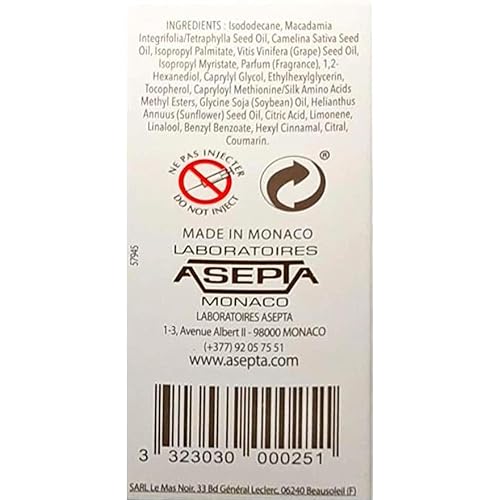 INGREDIENTS : Isododecane, Macadamia
Integrifolia/Tetraphylla Seed Oil, Camelina Sativa Seed
Oil, Isopropyl Palmitate, Vitis Vinifera (Grape) Seed Oil,
Isopropyl Myristate, Parfum (Fragrance), 1,2-
Hexanediol, Caprylyl Glycol, Ethylhexylglycerin,
Tocopherol, Capryloyl Methionine/Silk Amino Acids
Methyl Esters, Glycine Soja (Soybean) Oil, Helianthus
Annuus (Sunflower) Seed Oil, Citric Acid, Limonene,
Linalool, Benzyl Benzoate, Hexyl Cinnamal, Citral,
Coumarin.
NE PAS INJECTER
DO NOT INJECT
®
57945
MADE IN MONACO
LABORATOIRES
ASEPTA
MONACO
LABORATOIRES ASEPTA
1-3, Avenue Albert II - 98000 MONACO
(+377) 92 05 75 51
www.asepta.com
3 323030 000251
SARL Le Mas Noir, 33 Bd Général Leclerc, 06240 Beausoleil (F)